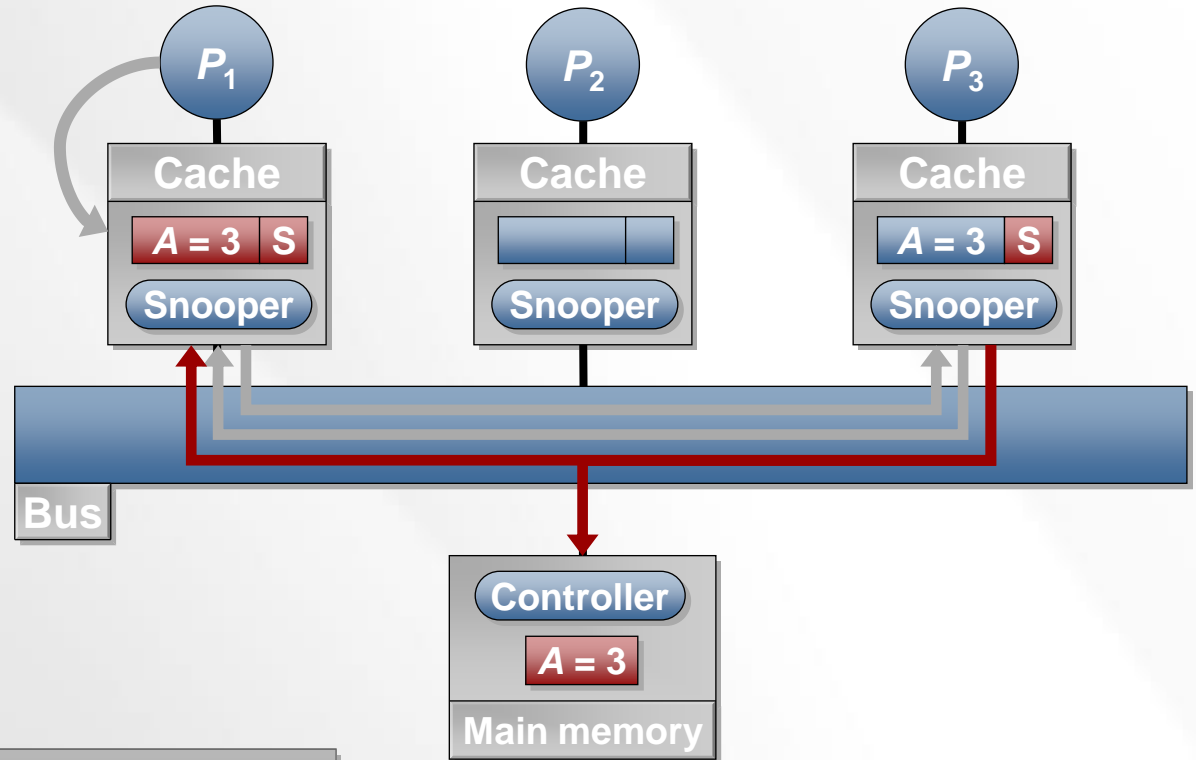 P1 P2 P3
Cache Cache Cache
A = 3 S A = 3 S
Snooper Snooper Snooper
Bus
Controller
A = 3
Main memory